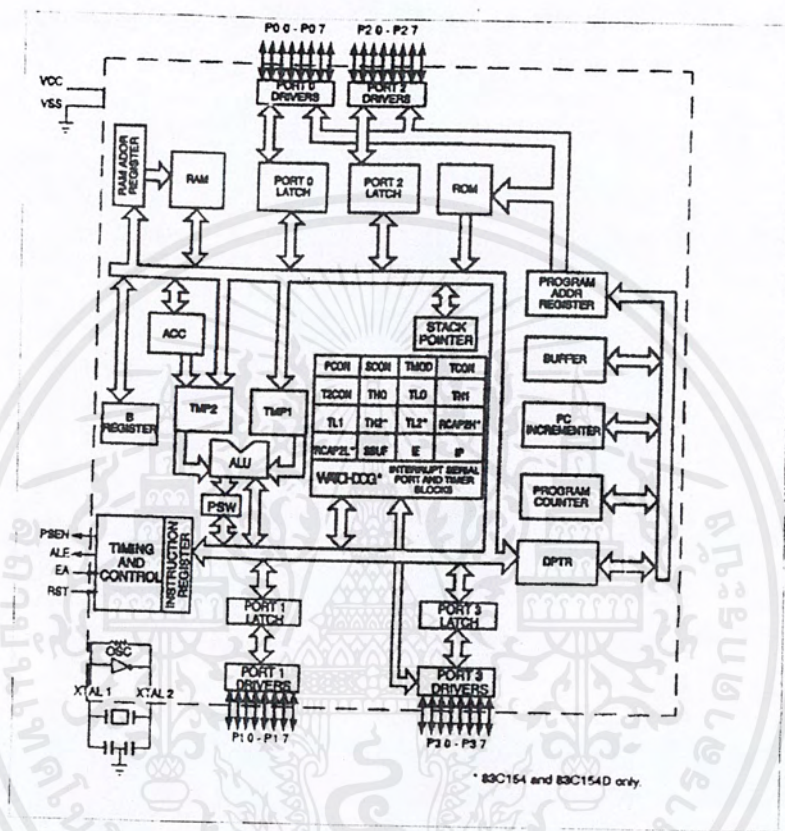 P0 0 - P0 7
P2 0 - P2 7
VCC
VSS
PORT 0
DRIVERS
PORT 2
DRIVERS
RAM ADDR
REGISTER
RAM
PORT 0
LATCH
PORT 2
LATCH
ROM
PROGRAM
ADDR
REGISTER
STACK
POINTER
ACC
BUFFER
PCON SCON TMOD TCON
T2CON TH0 TL0 TH1
TL1 TH2* TL2* RCAP2H*
RCAP2L* SBUF IE IP
WATCHDOG* INTERRUPT SERIAL
PORT AND TIMER
BLOCKS
B
REGISTER
TMP2
TMP1
PC
INCREMENTER
ALU
PSW
PROGRAM
COUNTER
PSEN
ALE
EA
RST
TIMING
AND
CONTROL
INSTRUCTION
REGISTER
DPTR
PORT 1
LATCH
PORT 3
LATCH
OSC
XTAL 1
XTAL 2
PORT 1
DRIVERS
PORT 3
DRIVERS
P1 0 - P1 7
P3 0 - P3 7
* 83C154 and 83C154D only.